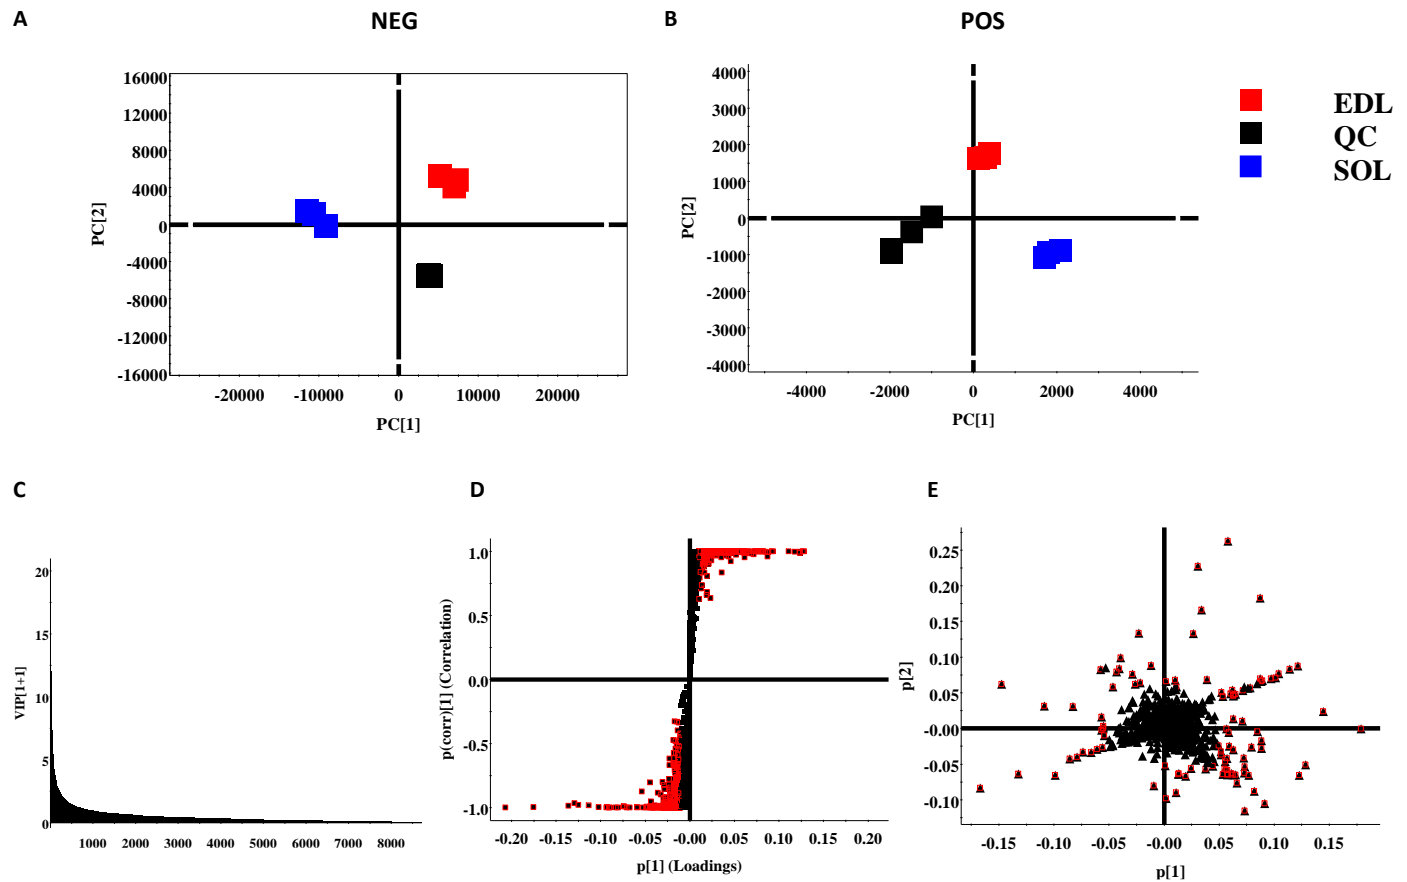 A
NEG
B
POS
16000
12000
8000
4000
0
-4000
-8000
-12000
-16000
PC[2]
-20000 -10000 0 10000 20000
PC[1]
4000
3000
2000
1000
0
-1000
-2000
-3000
-4000
PC[2]
-4000 -2000 0 2000 4000
PC[1]
EDL
QC
SOL
C
20
15
10
5
0
VIP[1+1]
1000 2000 3000 4000 5000 6000 7000 8000
D
1.0
0.5
0.0
-0.5
-1.0
p(corr)[1] (Correlation)
-0.20 -0.15 -0.10 -0.05 -0.00 0.05 0.10 0.15 0.20
p[1] (Loadings)
E
0.25
0.20
0.15
0.10
0.05
-0.00
-0.05
-0.10
p[2]
-0.15 -0.10 -0.05 -0.00 0.05 0.10 0.15
p[1]